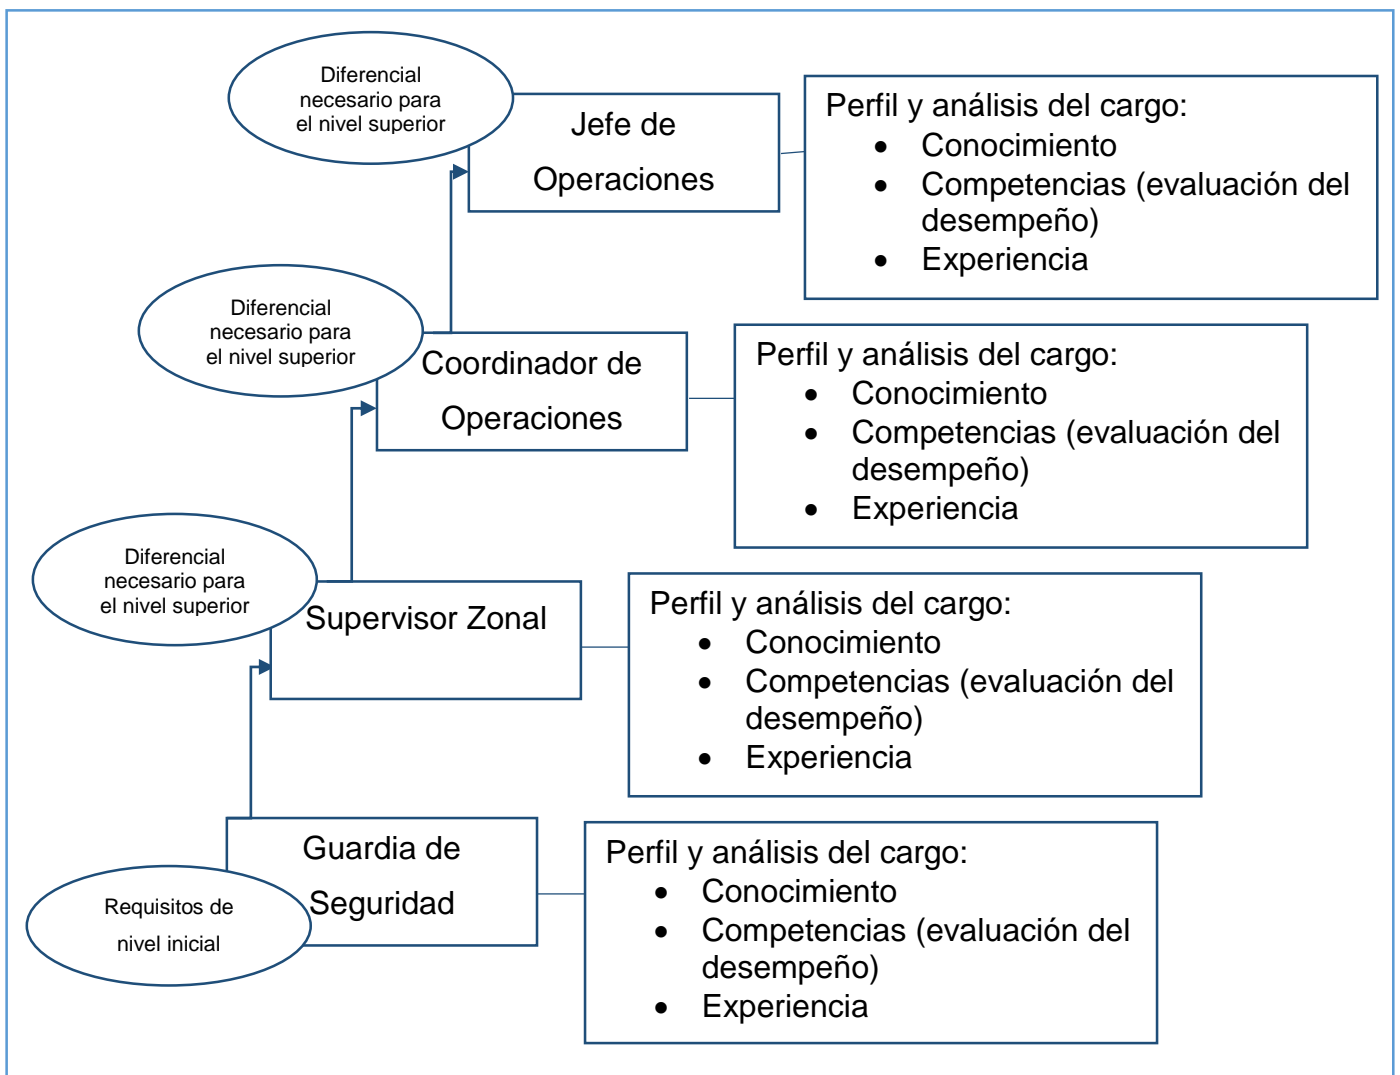 Diferencial
necesario para
el nivel superior
Jefe de
Operaciones
Perfil y análisis del cargo:
• Conocimiento
• Competencias (evaluación del
desempeño)
• Experiencia
Diferencial
necesario para
el nivel superior
Coordinador de
Operaciones
Perfil y análisis del cargo:
• Conocimiento
• Competencias (evaluación del
desempeño)
• Experiencia
Diferencial
necesario para
el nivel superior
Supervisor Zonal
Perfil y análisis del cargo:
• Conocimiento
• Competencias (evaluación del
desempeño)
• Experiencia
Requisitos de
nivel inicial
Guardia de
Seguridad
Perfil y análisis del cargo:
• Conocimiento
• Competencias (evaluación del
desempeño)
• Experiencia